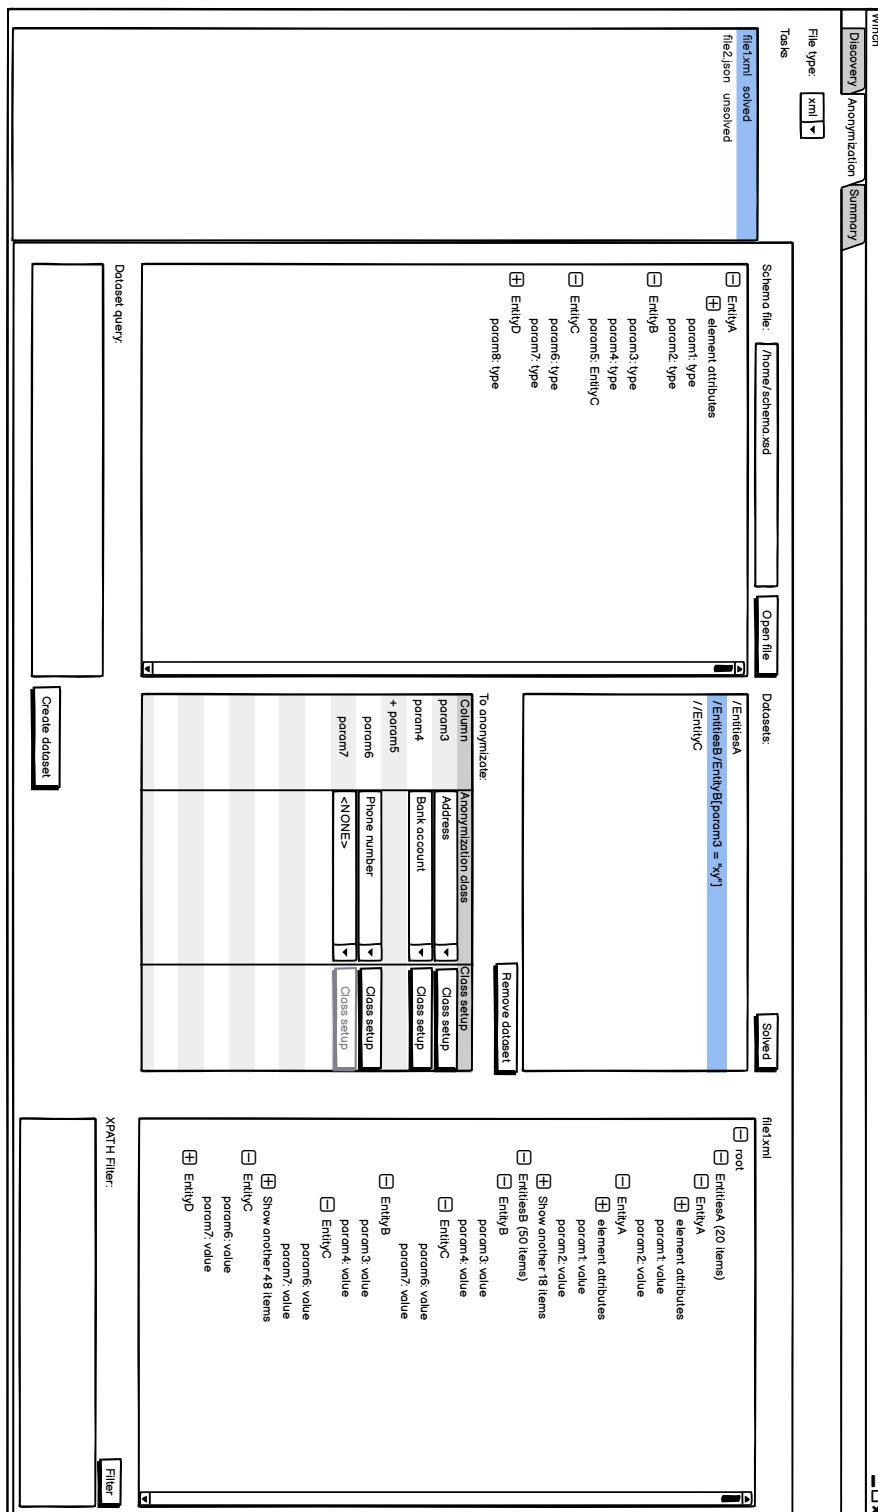 Winch
Discovery Anonymization Summary
File type: xml
Tasks
file1.xml solved
file2.json unsolved
Schema file: /home/schema.xsd Open file
EntityA
element attributes
param1: type
param2: type
EntityB
param3: type
param4: type
param5: EntityC
EntityC
param6: type
param7: type
EntityD
param8: type
Dataset query:
Create dataset
Datasets: Solved
/EntitiesA
/EntitiesB/EntityB[param3 = "xy"]
//EntityC
Remove dataset
To anonymizate:
Column Anonymization class Class setup
param3 Address Class setup
param4 Bank account Class setup
+ param5
param6 Phone number Class setup
param7 <NONE> Class setup
file1.xml
root
EntitiesA (20 items)
EntityA
element attributes
param1: value
param2: value
EntityA
element attributes
param1: value
param2: value
Show another 18 items
EntitiesB (50 items)
EntityB
param3: value
param4: value
EntityC
param6: value
param7: value
EntityB
param3: value
param4: value
EntityC
param6: value
param7: value
Show another 48 items
EntityC
param6: value
param7: value
EntityD
XPATH Filter:
Filter